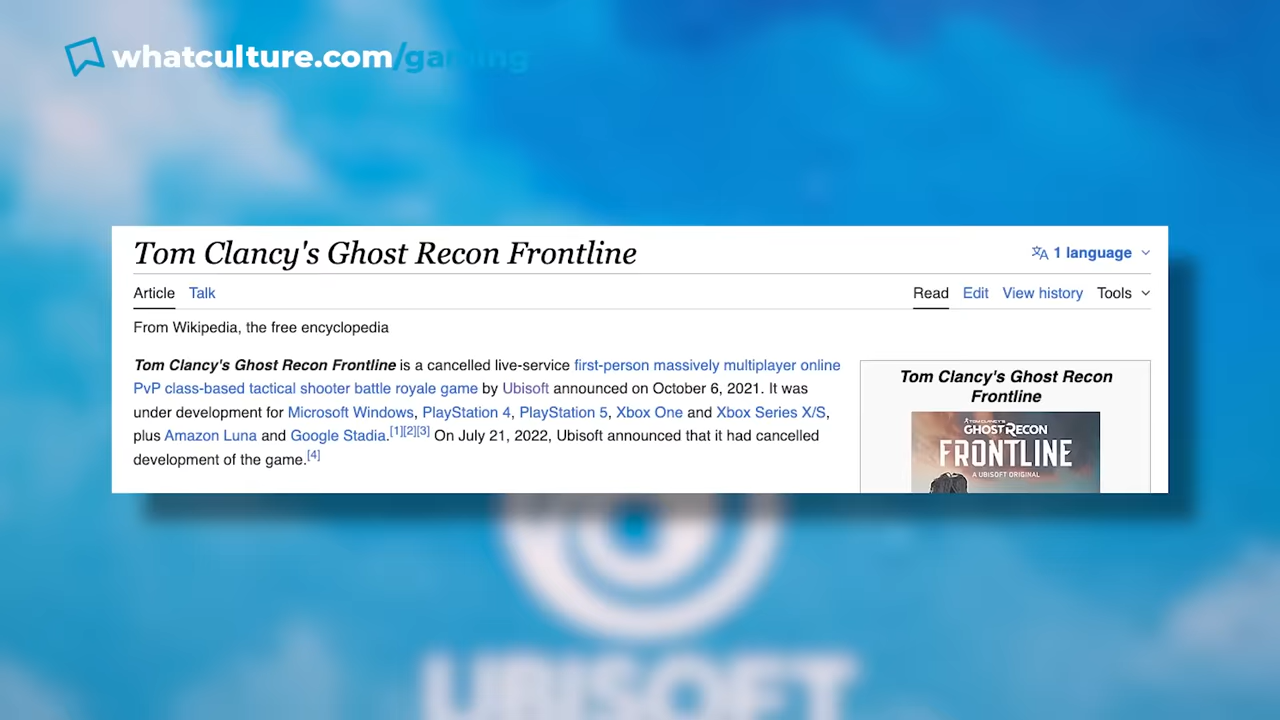 whatculture.com/gaming
Tom Clancy's Ghost Recon Frontline
1 language
Article Talk
Read Edit View history Tools
From Wikipedia, the free encyclopedia
Tom Clancy's Ghost Recon Frontline is a cancelled live-service first-person massively multiplayer online
PvP class-based tactical shooter battle royale game by Ubisoft announced on October 6, 2021. It was
under development for Microsoft Windows, PlayStation 4, PlayStation 5, Xbox One and Xbox Series X/S,
plus Amazon Luna and Google Stadia.[1][2][3] On July 21, 2022, Ubisoft announced that it had cancelled
development of the game.[4]
Tom Clancy's Ghost Recon
Frontline
TOM CLANCY'S
GHOST RECON
FRONTLINE
A UBISOFT ORIGINAL
UBISOFT